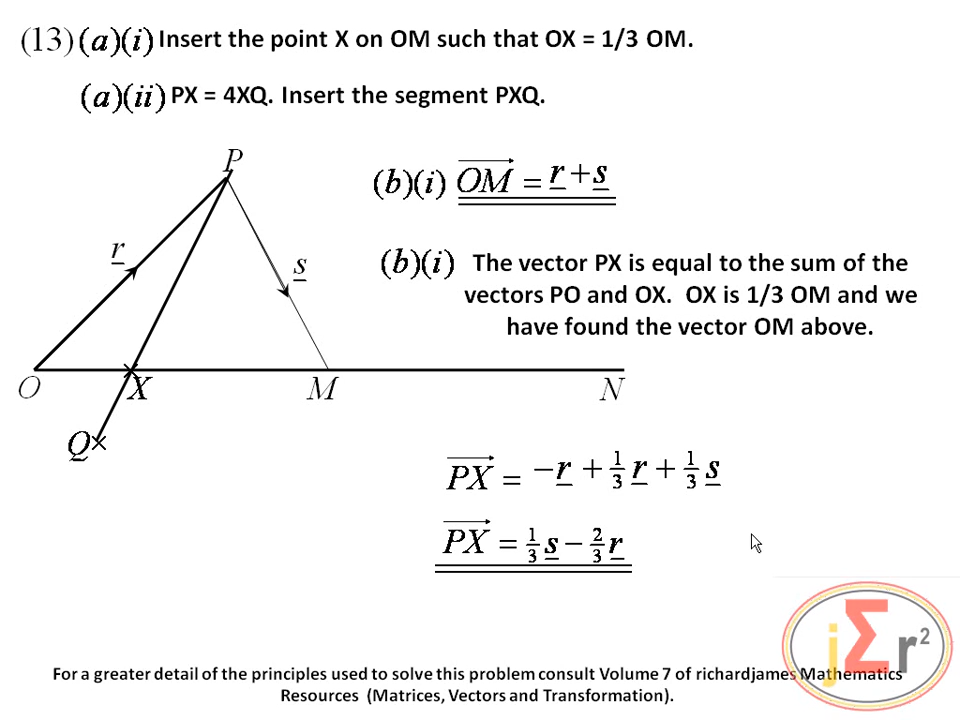 (13) (a)(i) Insert the point X on OM such that OX = 1/3 OM.
(a)(ii) PX = 4XQ. Insert the segment PXQ.
P
(b)(i) OM = r + s
r
s
(b)(i) The vector PX is equal to the sum of the
vectors PO and OX. OX is 1/3 OM and we
have found the vector OM above.
O X M N
Q
PX = −r + 1/3 r + 1/3 s
PX = 1/3 s − 2/3 r
jΣr²
For a greater detail of the principles used to solve this problem consult Volume 7 of richardjames Mathematics
Resources (Matrices, Vectors and Transformation).